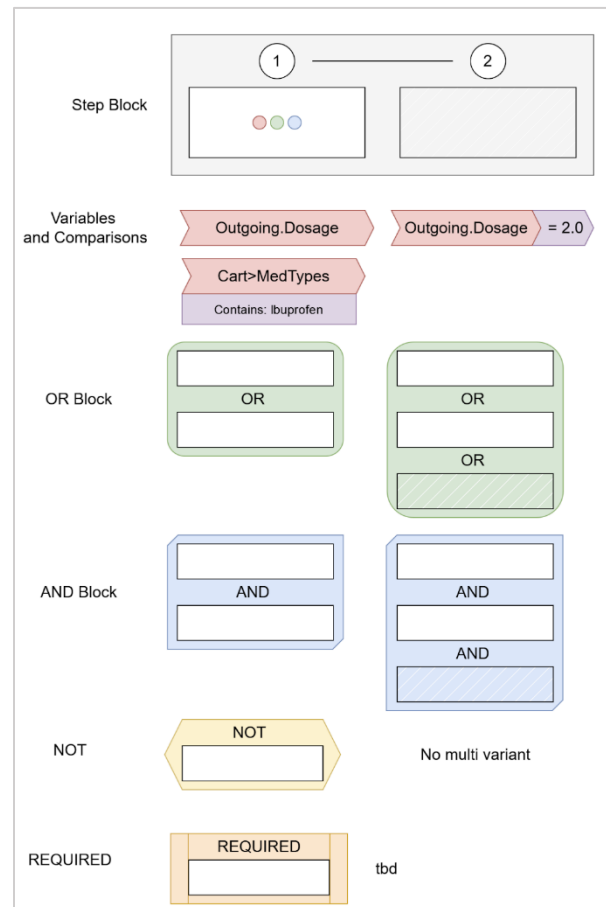 1
2
Step Block
Variables
and Comparisons
Outgoing.Dosage
Outgoing.Dosage
= 2.0
Cart>MedTypes
Contains: Ibuprofen
OR Block
OR
OR
OR
AND Block
AND
AND
AND
NOT
NOT
No multi variant
REQUIRED
REQUIRED
tbd